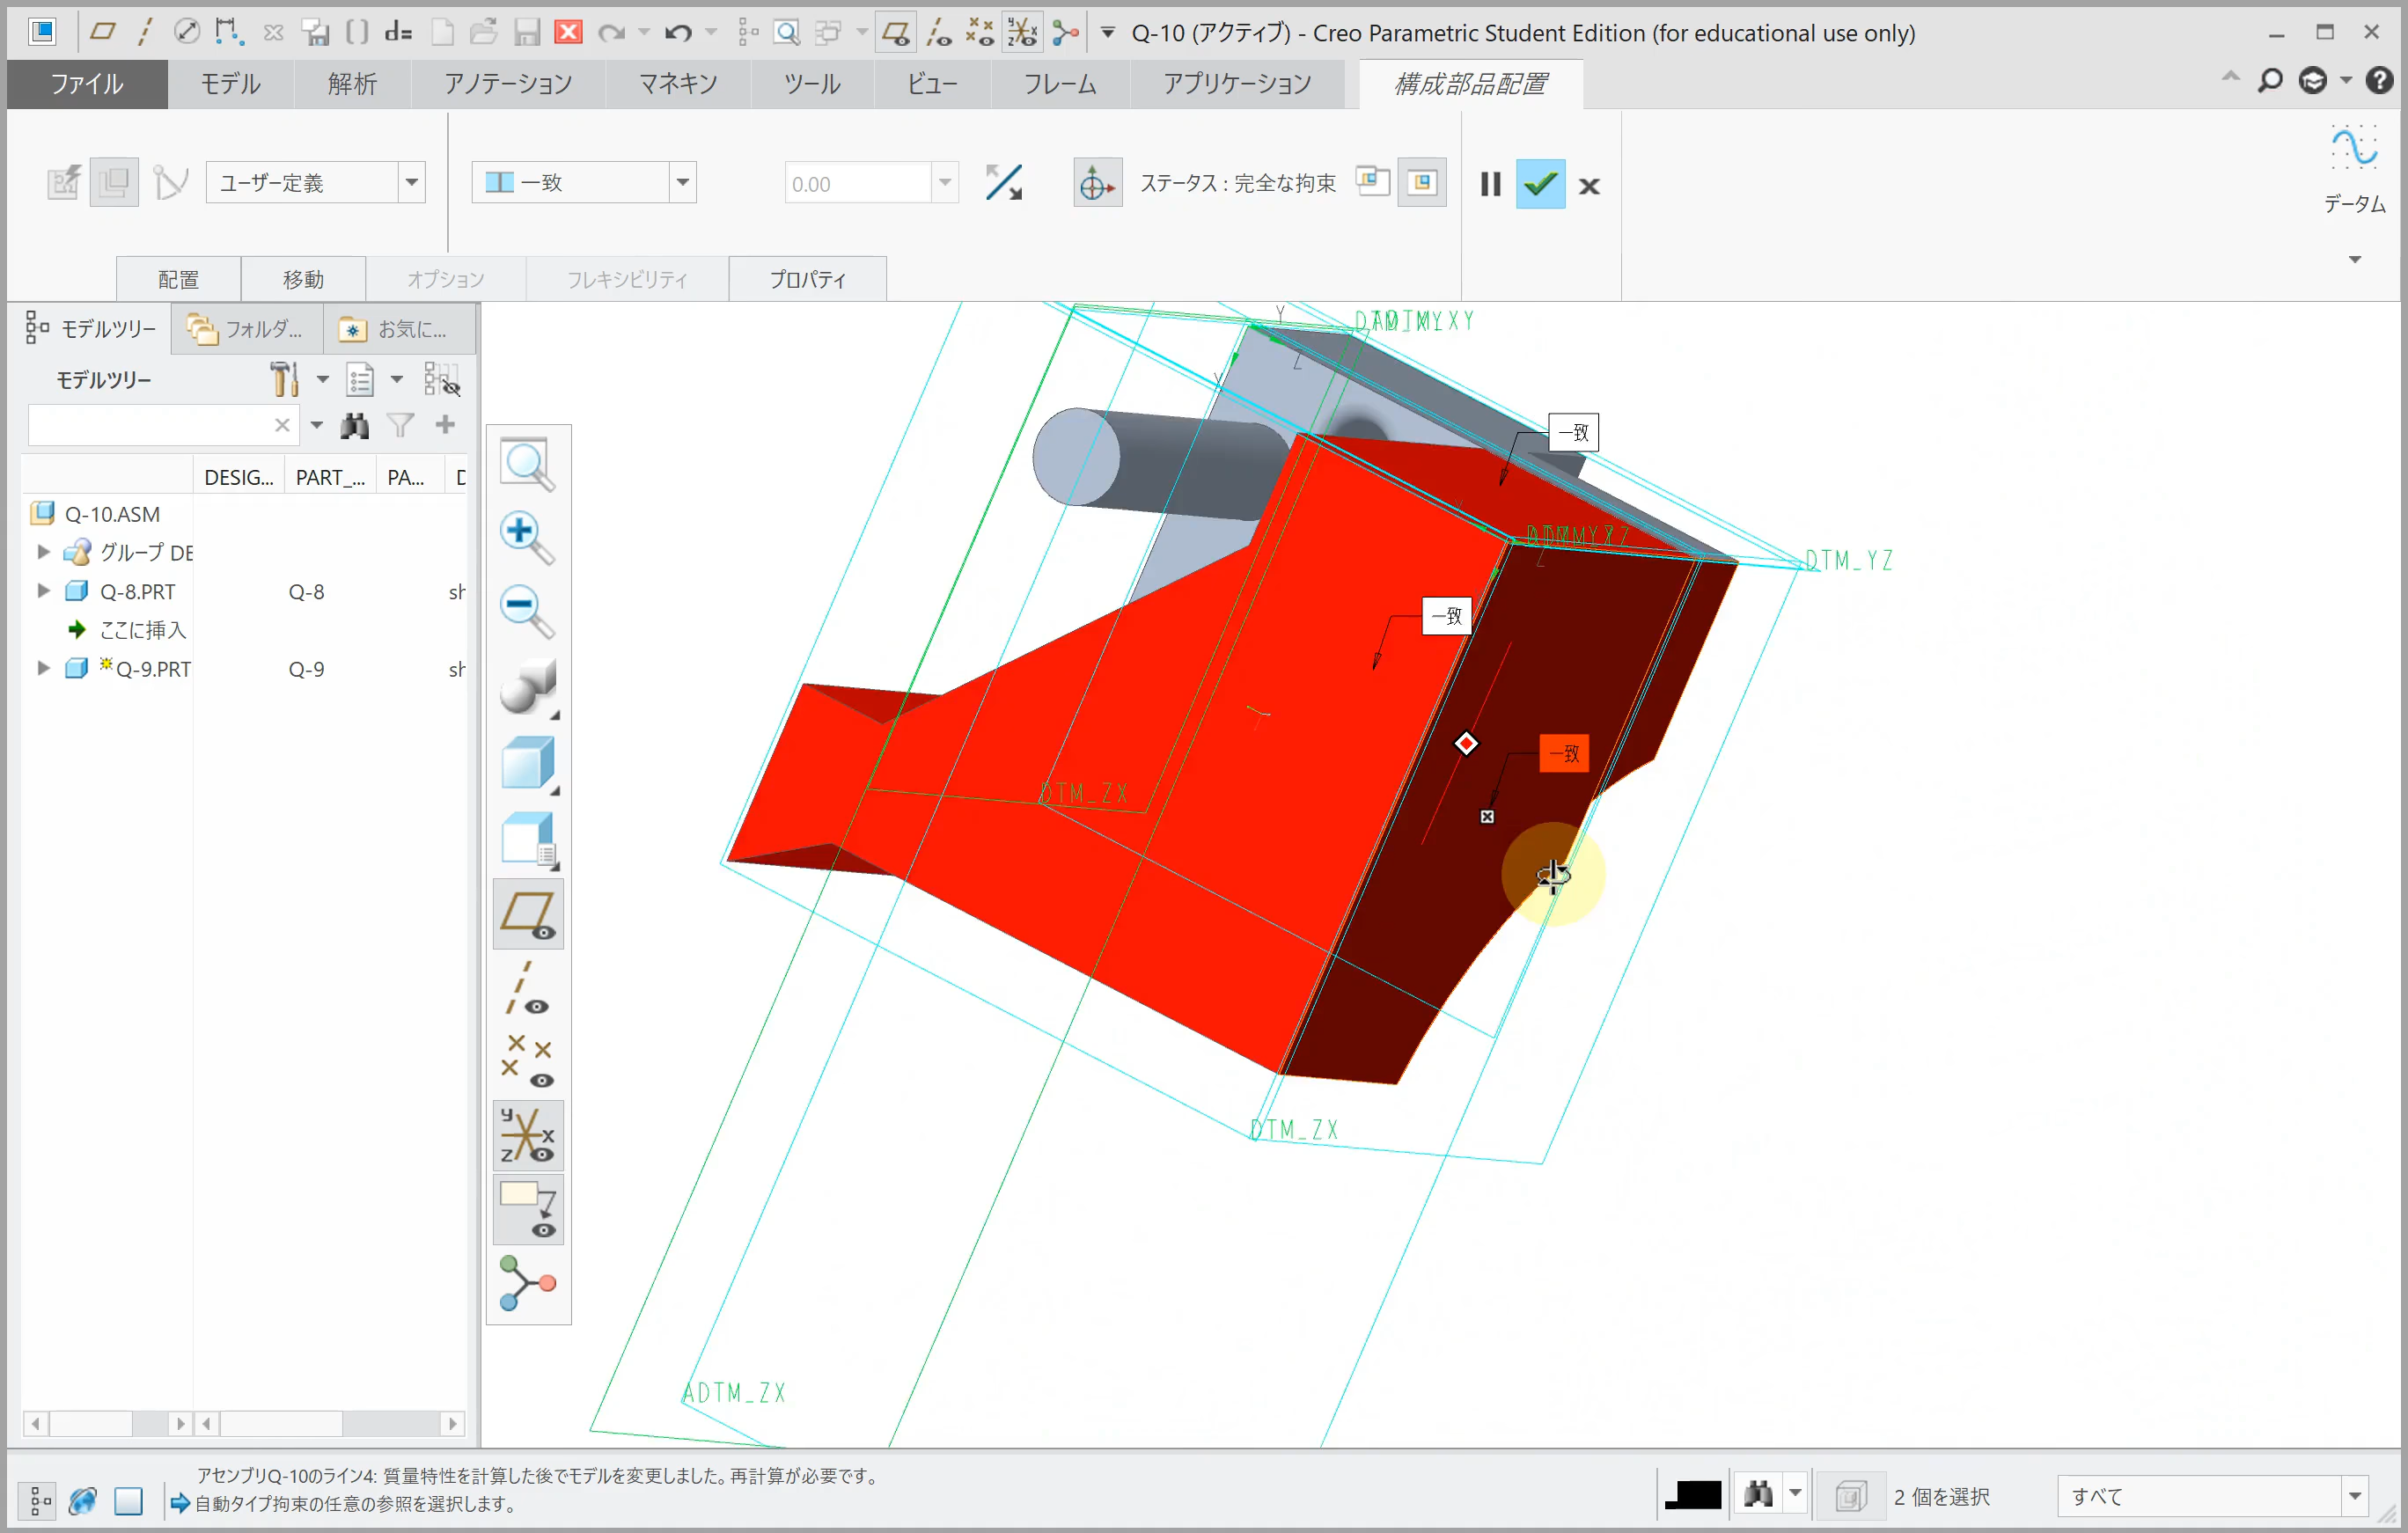 d=
Q-10 (アクティブ) - Creo Parametric Student Edition (for educational use only)
ファイル
モデル
解析
アノテーション
マネキン
ツール
ビュー
フレーム
アプリケーション
構成部品配置
ユーザー定義
一致
0.00
ステータス : 完全な拘束
データム
配置
移動
オプション
フレキシビリティ
プロパティ
モデルツリー
フォルダ...
お気に...
モデルツリー
DESIG... PART_... PA...
Q-10.ASM
グループ DE
Q-8.PRT Q-8 sh
ここに挿入
Q-9.PRT Q-9 sh
Y
Z
X
一致
DTM_YZ
一致
一致
DTM_ZX
DTM_ZX
ADTM_ZX
アセンブリQ-10のライン4: 質量特性を計算した後でモデルを変更しました。再計算が必要です。
自動タイプ拘束の任意の参照を選択します。
2 個を選択
すべて